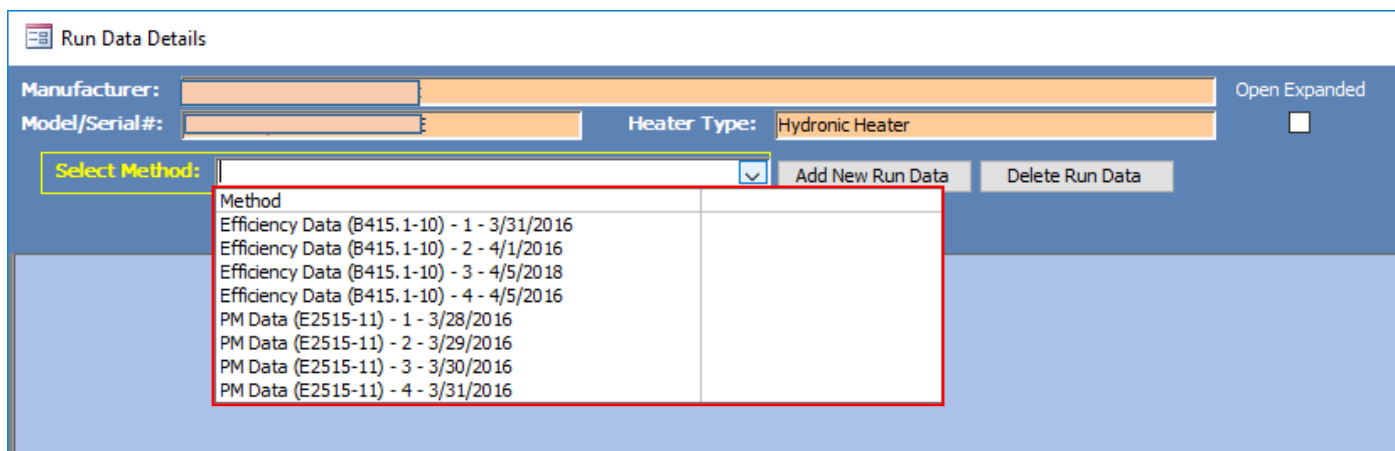 Run Data Details
Manufacturer:
Open Expanded
Model/Serial#: Heater Type: Hydronic Heater
Select Method: Add New Run Data Delete Run Data
Method
Efficiency Data (B415.1-10) - 1 - 3/31/2016
Efficiency Data (B415.1-10) - 2 - 4/1/2016
Efficiency Data (B415.1-10) - 3 - 4/5/2018
Efficiency Data (B415.1-10) - 4 - 4/5/2016
PM Data (E2515-11) - 1 - 3/28/2016
PM Data (E2515-11) - 2 - 3/29/2016
PM Data (E2515-11) - 3 - 3/30/2016
PM Data (E2515-11) - 4 - 3/31/2016